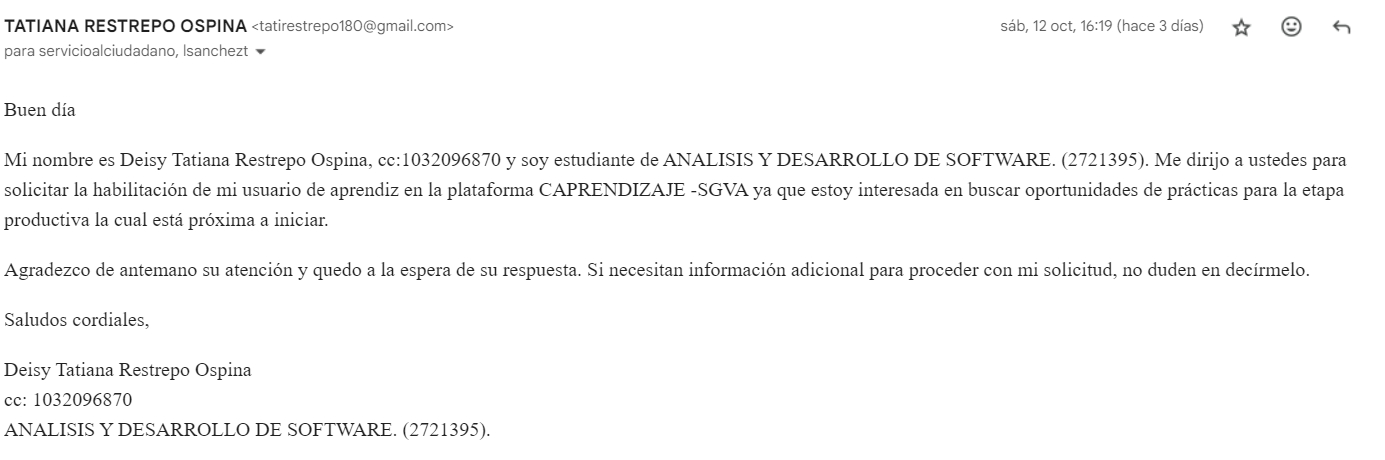 TATIANA RESTREPO OSPINA <tatirestrepo180@gmail.com> sáb, 12 oct, 16:19 (hace 3 días)
para servicioalciudadano, lsanchezt
Buen día
Mi nombre es Deisy Tatiana Restrepo Ospina, cc:1032096870 y soy estudiante de ANALISIS Y DESARROLLO DE SOFTWARE. (2721395). Me dirijo a ustedes para
solicitar la habilitación de mi usuario de aprendiz en la plataforma CAPRENDIZAJE -SGVA ya que estoy interesada en buscar oportunidades de prácticas para la etapa
productiva la cual está próxima a iniciar.
Agradezco de antemano su atención y quedo a la espera de su respuesta. Si necesitan información adicional para proceder con mi solicitud, no duden en decírmelo.
Saludos cordiales,
Deisy Tatiana Restrepo Ospina
cc: 1032096870
ANALISIS Y DESARROLLO DE SOFTWARE. (2721395).